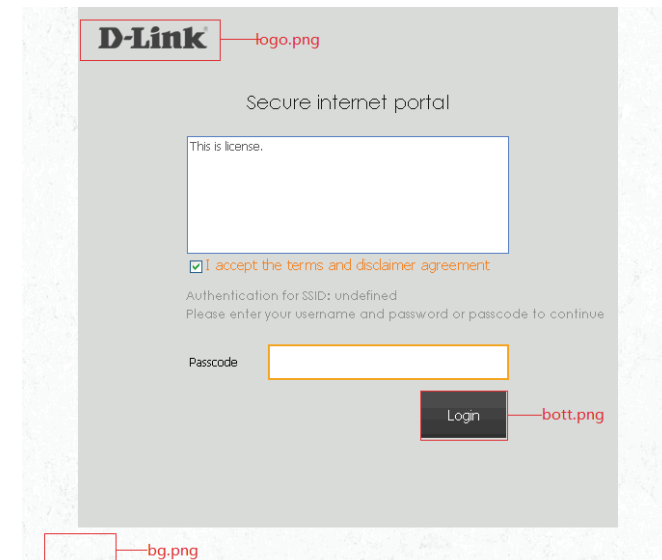 D-Link logo.png
Secure internet portal
This is license.
I accept the terms and disclaimer agreement
Authentication for SSID: undefined
Please enter your username and password or passcode to continue
Passcode
Login bott.png
bg.png